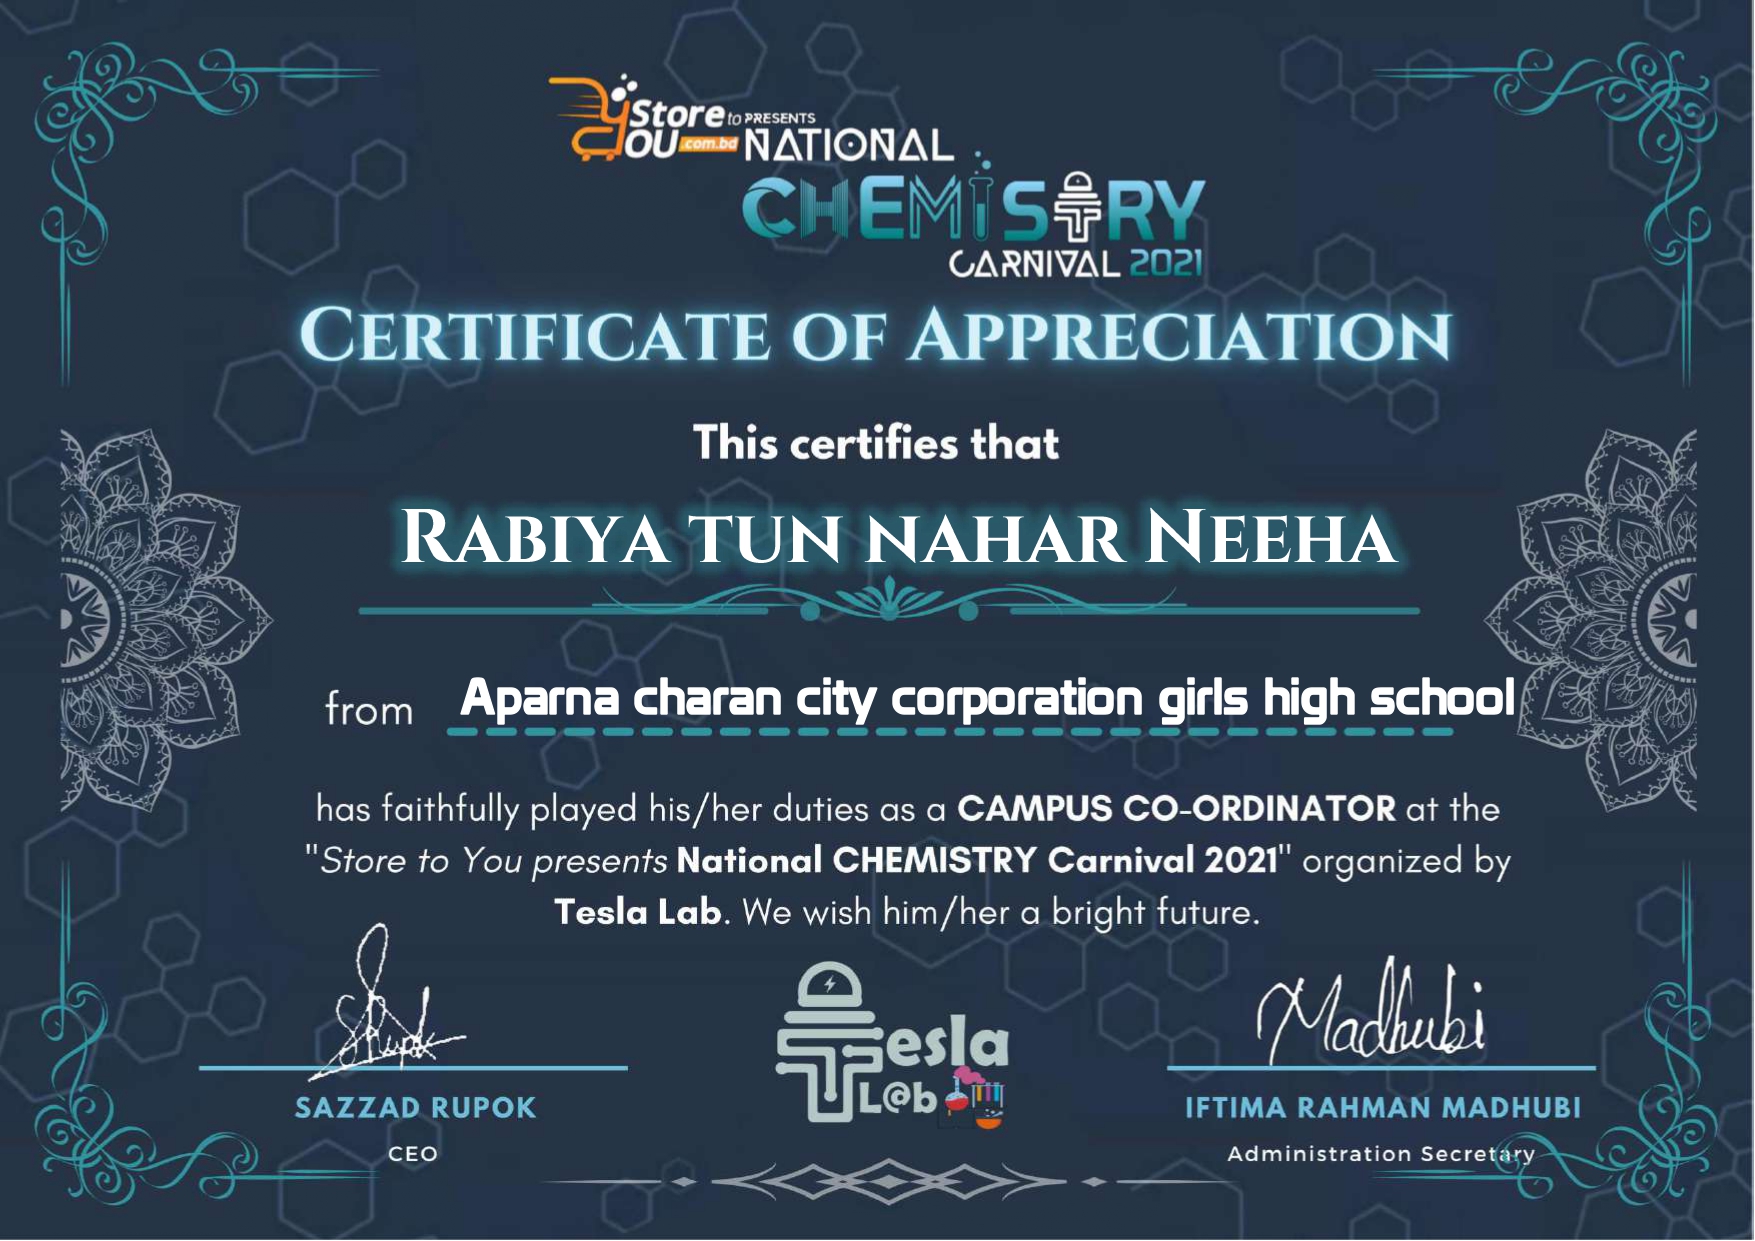 Store to PRESENTS
YOU .com.bd NATIONAL
CHEMISTRY
CARNIVAL 2021
CERTIFICATE OF APPRECIATION
This certifies that
RABIYA TUN NAHAR NEEHA
from Aparna charan city corporation girls high school
has faithfully played his/her duties as a CAMPUS CO-ORDINATOR at the
"Store to You presents National CHEMISTRY Carnival 2021" organized by
Tesla Lab. We wish him/her a bright future.
Rupok
Madhubi
Tesla
L@b
SAZZAD RUPOK
IFTIMA RAHMAN MADHUBI
CEO
Administration Secretary